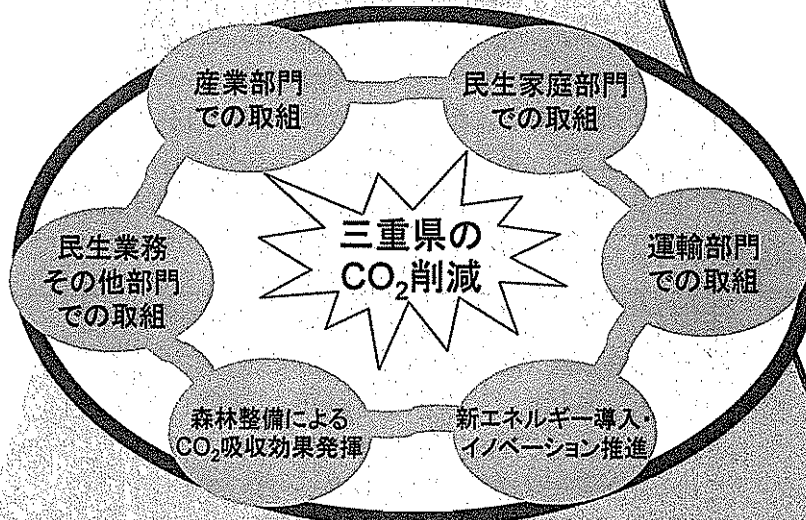 産業部門
での取組
民生家庭部門
での取組
民生業務
その他部門
での取組
三重県の
CO₂削減
運輸部門
での取組
森林整備による
CO₂吸収効果発揮
新エネルギー導入・
イノベーション推進